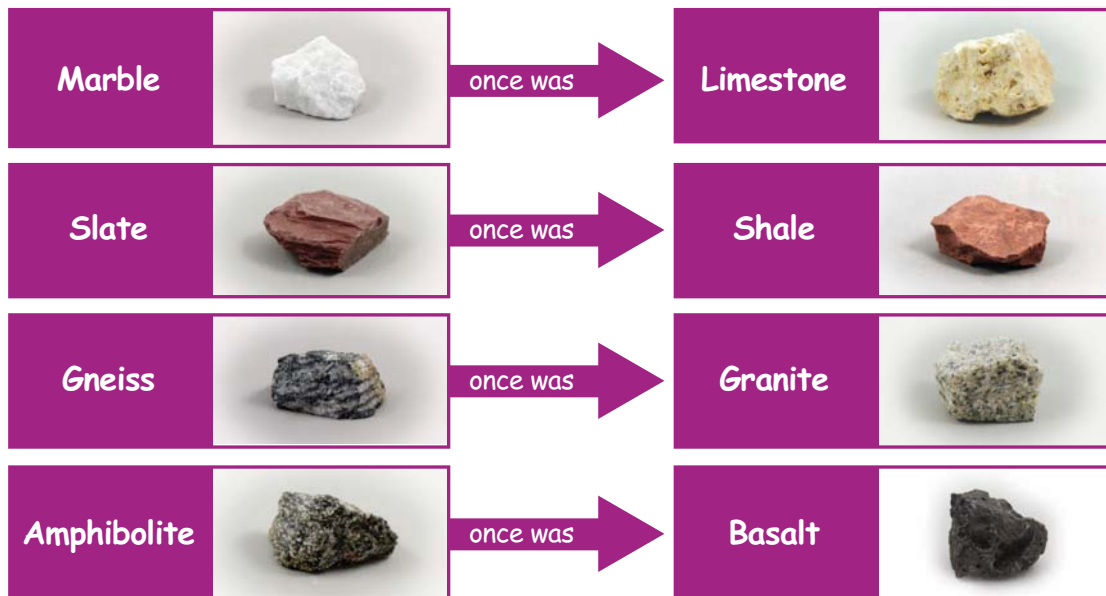 Marble once was Limestone
Slate once was Shale
Gneiss once was Granite
Amphibolite once was Basalt